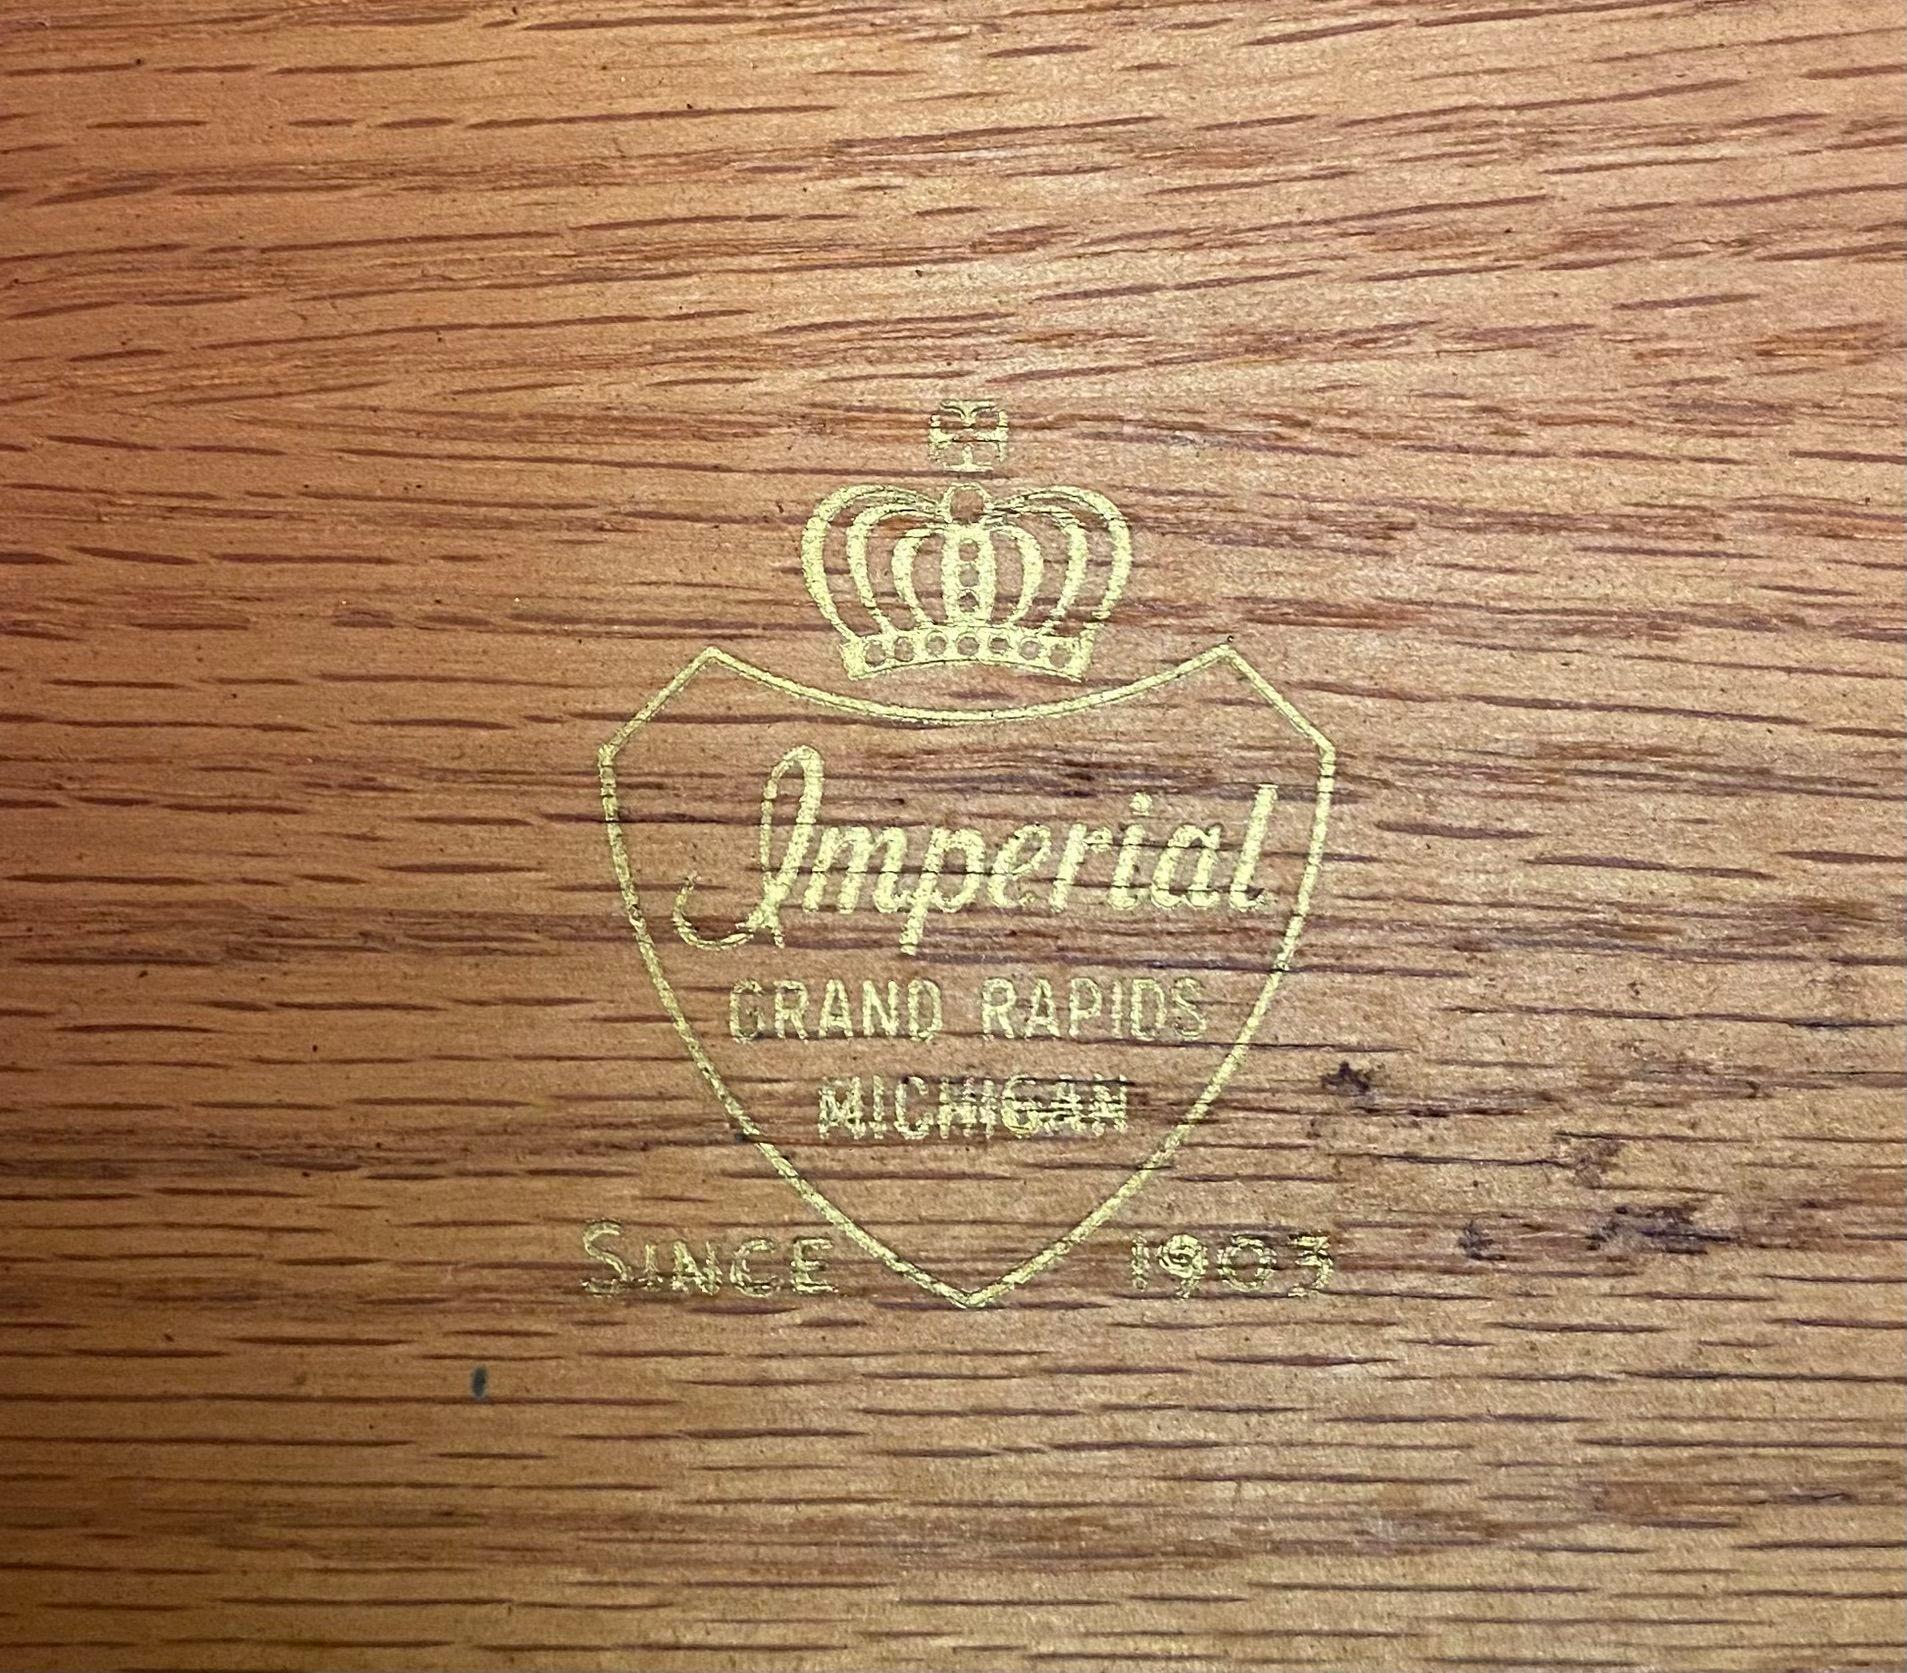 Imperial
GRAND RAPIDS
MICHIGAN
SINCE 1903